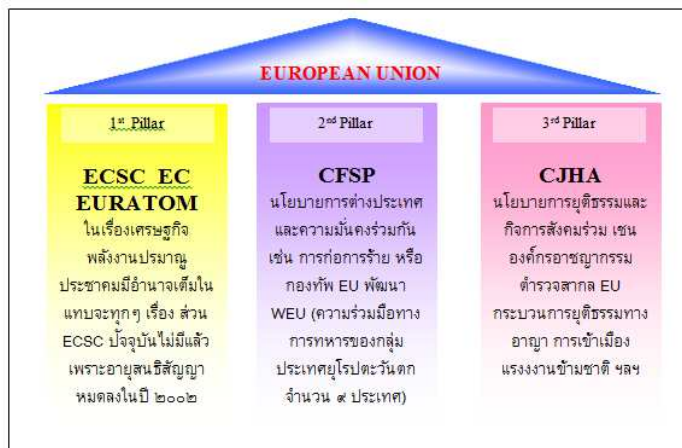 EUROPEAN UNION
1st Pillar
ECSC EC
EURATOM
ในเรื่องเศรษฐกิจ
พลังงานปรมาณู
ประชาคมมีอำนาจเต็มใน
แทบจะทุกๆ เรื่อง ส่วน
ECSC ปัจจุบันไม่มีแล้ว
เพราะอายุสนธิสัญญา
หมดลงในปี ๒๐๐๒
2nd Pillar
CFSP
นโยบายการต่างประเทศ
และความมั่นคงร่วมกัน
เช่น การก่อการร้าย หรือ
กองทัพ EU พัฒนา
WEU (ความร่วมมือทาง
การทหารของกลุ่ม
ประเทศยุโรปตะวันตก
จำนวน ๙ ประเทศ)
3rd Pillar
CJHA
นโยบายการยุติธรรมและ
กิจการสังคมร่วม เชน
องค์กรอาชญากรรม
ตำรวจสากล EU
กระบวนการยุติธรรมทาง
อาญา การเข้าเมือง
แรงงงานข้ามชาติ ฯลฯ